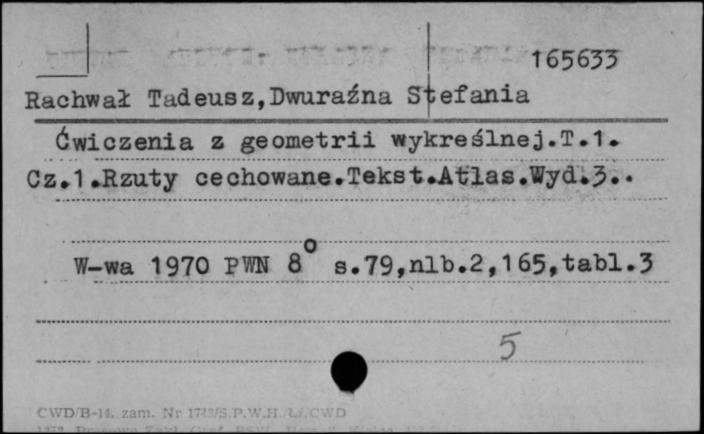 165633
Rachwał Tadeusz,Dwuraźna Stefania
Ćwiczenia z geometrii wykreślnej.T.1.
Cz.1.Rzuty cechowane.Tekst.Atlas.Wyd.3..
W-wa 1970 PWN 8° s.79,nlb.2,165,tabl.3
5
CWD/B-14. zam. Nr